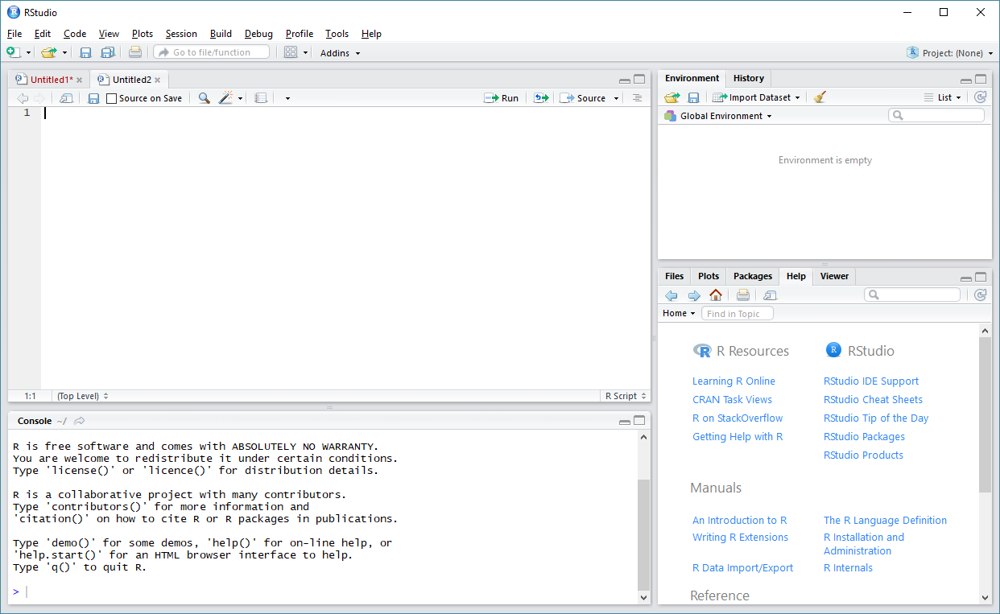 RStudio
File Edit Code View Plots Session Build Debug Profile Tools Help
Go to file/function Addins Project: (None)
Untitled1* Untitled2
Source on Save Run Source
1
1:1 (Top Level) R Script
Console ~/
R is free software and comes with ABSOLUTELY NO WARRANTY.
You are welcome to redistribute it under certain conditions.
Type 'license()' or 'licence()' for distribution details.
R is a collaborative project with many contributors.
Type 'contributors()' for more information and
'citation()' on how to cite R or R packages in publications.
Type 'demo()' for some demos, 'help()' for on-line help, or
'help.start()' for an HTML browser interface to help.
Type 'q()' to quit R.
>
Environment History
Import Dataset List
Global Environment
Environment is empty
Files Plots Packages Help Viewer
Home Find in Topic
R R Resources R RStudio
Learning R Online RStudio IDE Support
CRAN Task Views RStudio Cheat Sheets
R on StackOverflow RStudio Tip of the Day
Getting Help with R RStudio Packages
RStudio Products
Manuals
An Introduction to R The R Language Definition
Writing R Extensions R Installation and
Administration
R Data Import/Export R Internals
Reference